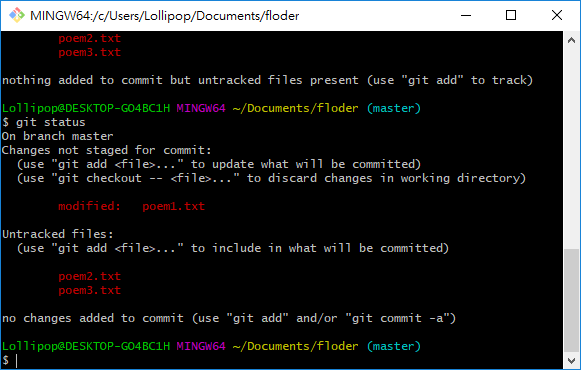 MINGW64:/c/Users/Lollipop/Documents/floder
poem2.txt
poem3.txt
nothing added to commit but untracked files present (use "git add" to track)
Lollipop@DESKTOP-GO4BC1H MINGW64 ~/Documents/floder (master)
$ git status
On branch master
Changes not staged for commit:
(use "git add <file>..." to update what will be committed)
(use "git checkout -- <file>..." to discard changes in working directory)
modified: poem1.txt
Untracked files:
(use "git add <file>..." to include in what will be committed)
poem2.txt
poem3.txt
no changes added to commit (use "git add" and/or "git commit -a")
Lollipop@DESKTOP-GO4BC1H MINGW64 ~/Documents/floder (master)
$